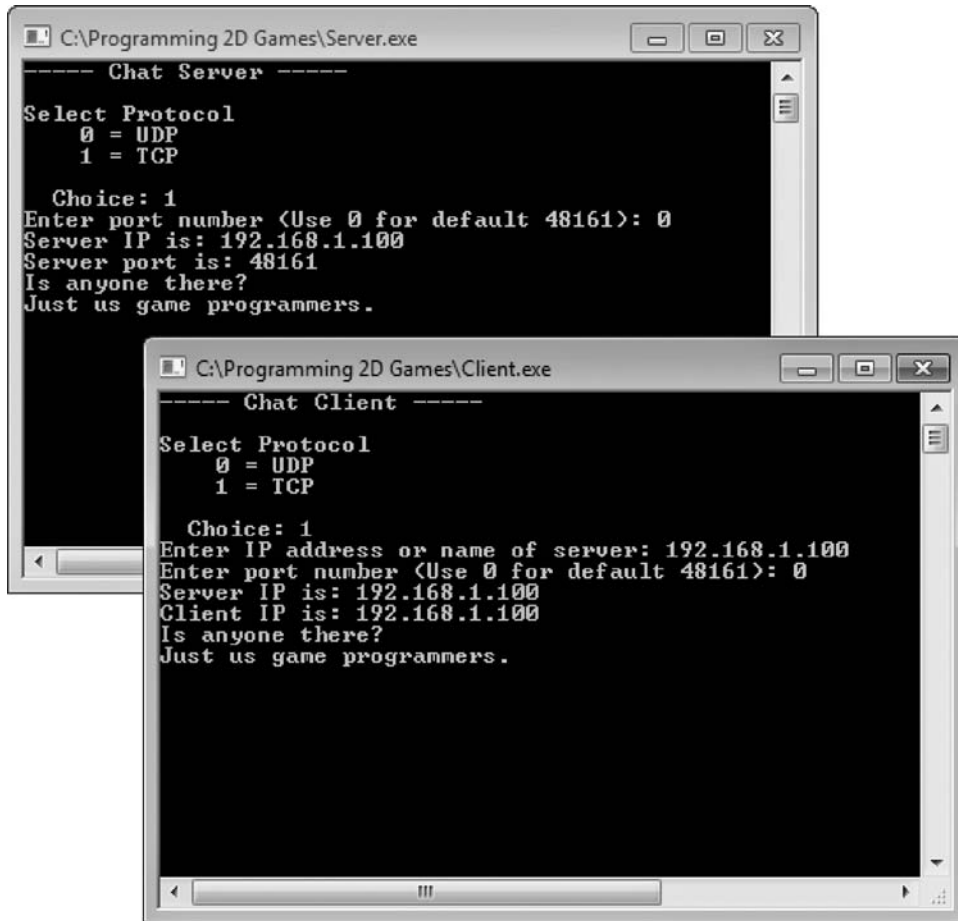 C:\Programming 2D Games\Server.exe
----- Chat Server -----
Select Protocol
0 = UDP
1 = TCP
Choice: 1
Enter port number (Use 0 for default 48161): 0
Server IP is: 192.168.1.100
Server port is: 48161
Is anyone there?
Just us game programmers.
C:\Programming 2D Games\Client.exe
----- Chat Client -----
Select Protocol
0 = UDP
1 = TCP
Choice: 1
Enter IP address or name of server: 192.168.1.100
Enter port number (Use 0 for default 48161): 0
Server IP is: 192.168.1.100
Client IP is: 192.168.1.100
Is anyone there?
Just us game programmers.